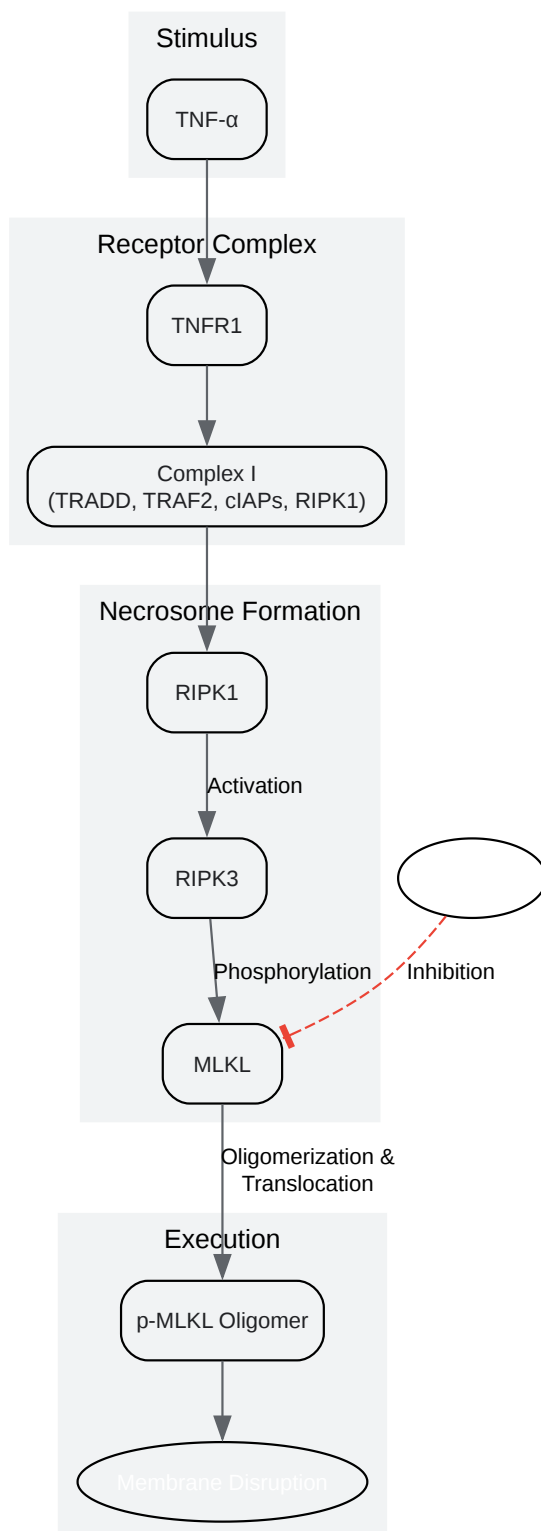 Stimulus
TNF-α
Receptor Complex
TNFR1
Complex I
(TRADD, TRAF2, cIAPs, RIPK1)
Necrosome Formation
RIPK1
Activation
RIPK3
Phosphorylation
Inhibition
MLKL
Oligomerization &
Translocation
Execution
p-MLKL Oligomer
Membrane Disruption